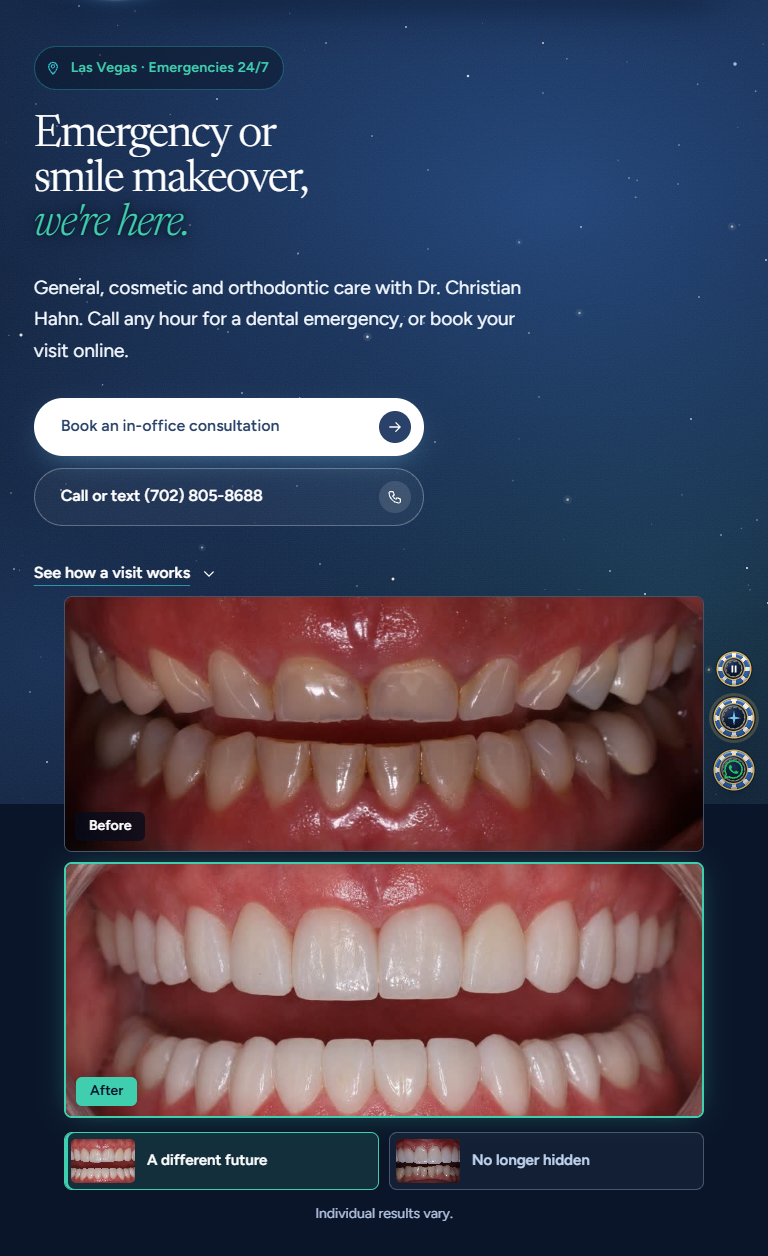 Las Vegas · Emergencies 24/7
Emergency or
smile makeover,
we're here.
General, cosmetic and orthodontic care with Dr. Christian
Hahn. Call any hour for a dental emergency, or book your
visit online.
Book an in-office consultation
Call or text (702) 805-8688
See how a visit works
Before
After
A different future
No longer hidden
Individual results vary.